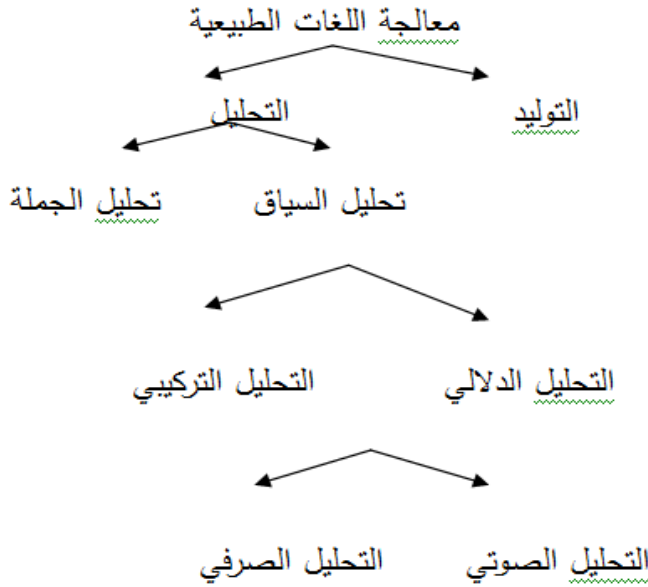 معالجة اللغات الطبيعية
التوليد
التحليل
تحليل السياق
تحليل الجملة
التحليل الدلالي
التحليل التركيبي
التحليل الصوتي
التحليل الصرفي